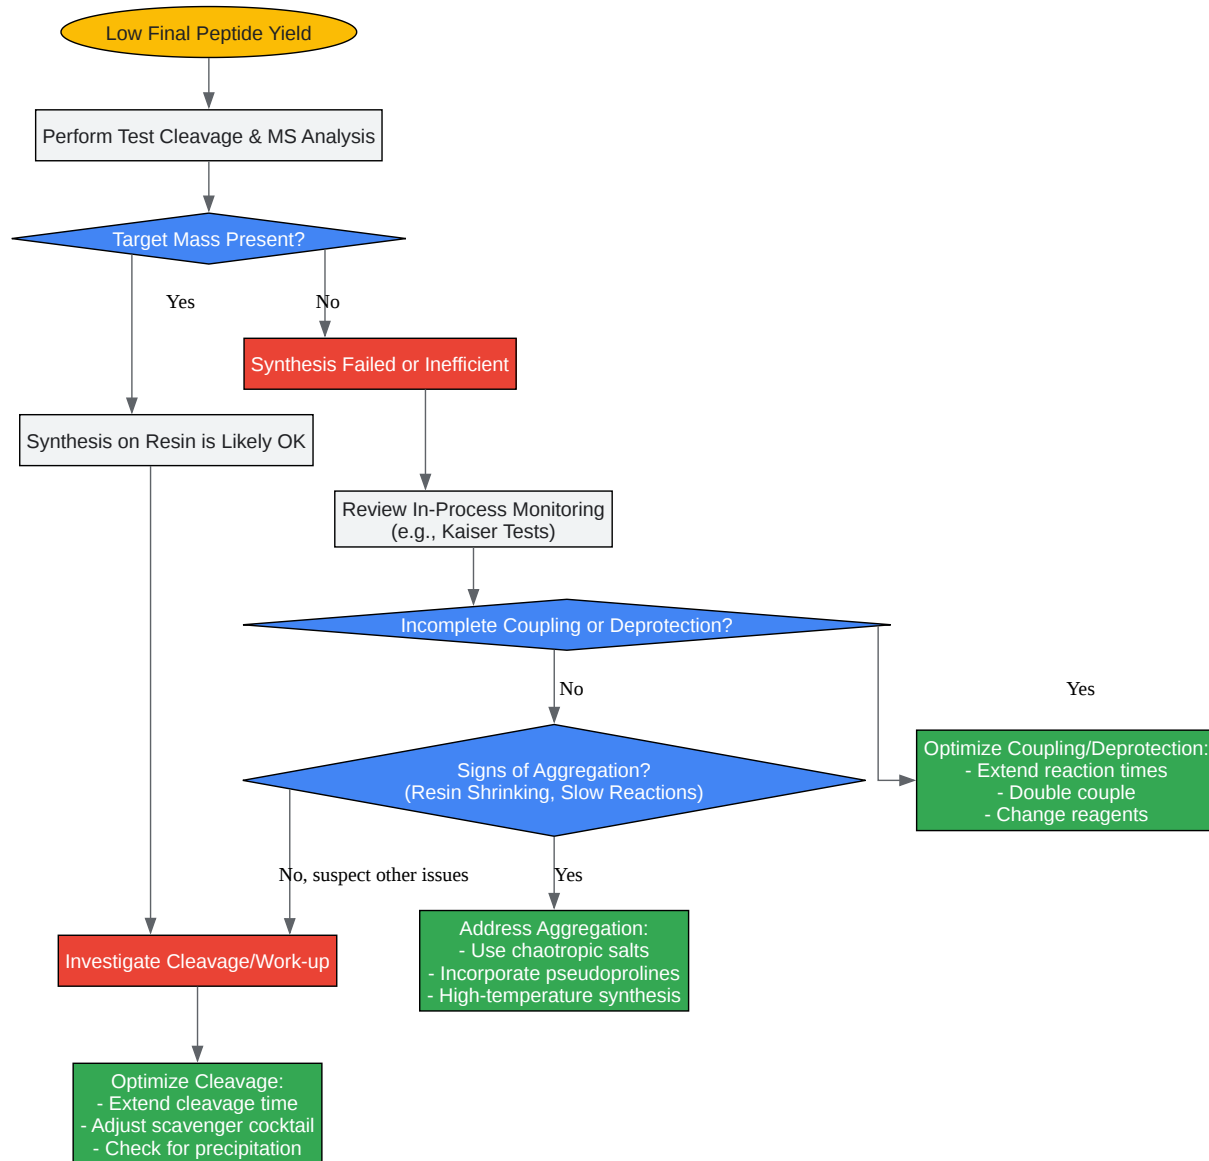 Low Final Peptide Yield
Perform Test Cleavage & MS Analysis
Target Mass Present?
Yes
No
Synthesis Failed or Inefficient
Synthesis on Resin is Likely OK
Review In-Process Monitoring
(e.g., Kaiser Tests)
Incomplete Coupling or Deprotection?
No
Yes
Optimize Coupling/Deprotection:
- Extend reaction times
- Double couple
- Change reagents
Signs of Aggregation?
(Resin Shrinking, Slow Reactions)
No, suspect other issues
Yes
Address Aggregation:
- Use chaotropic salts
- Incorporate pseudoprolines
- High-temperature synthesis
Investigate Cleavage/Work-up
Optimize Cleavage:
- Extend cleavage time
- Adjust scavenger cocktail
- Check for precipitation